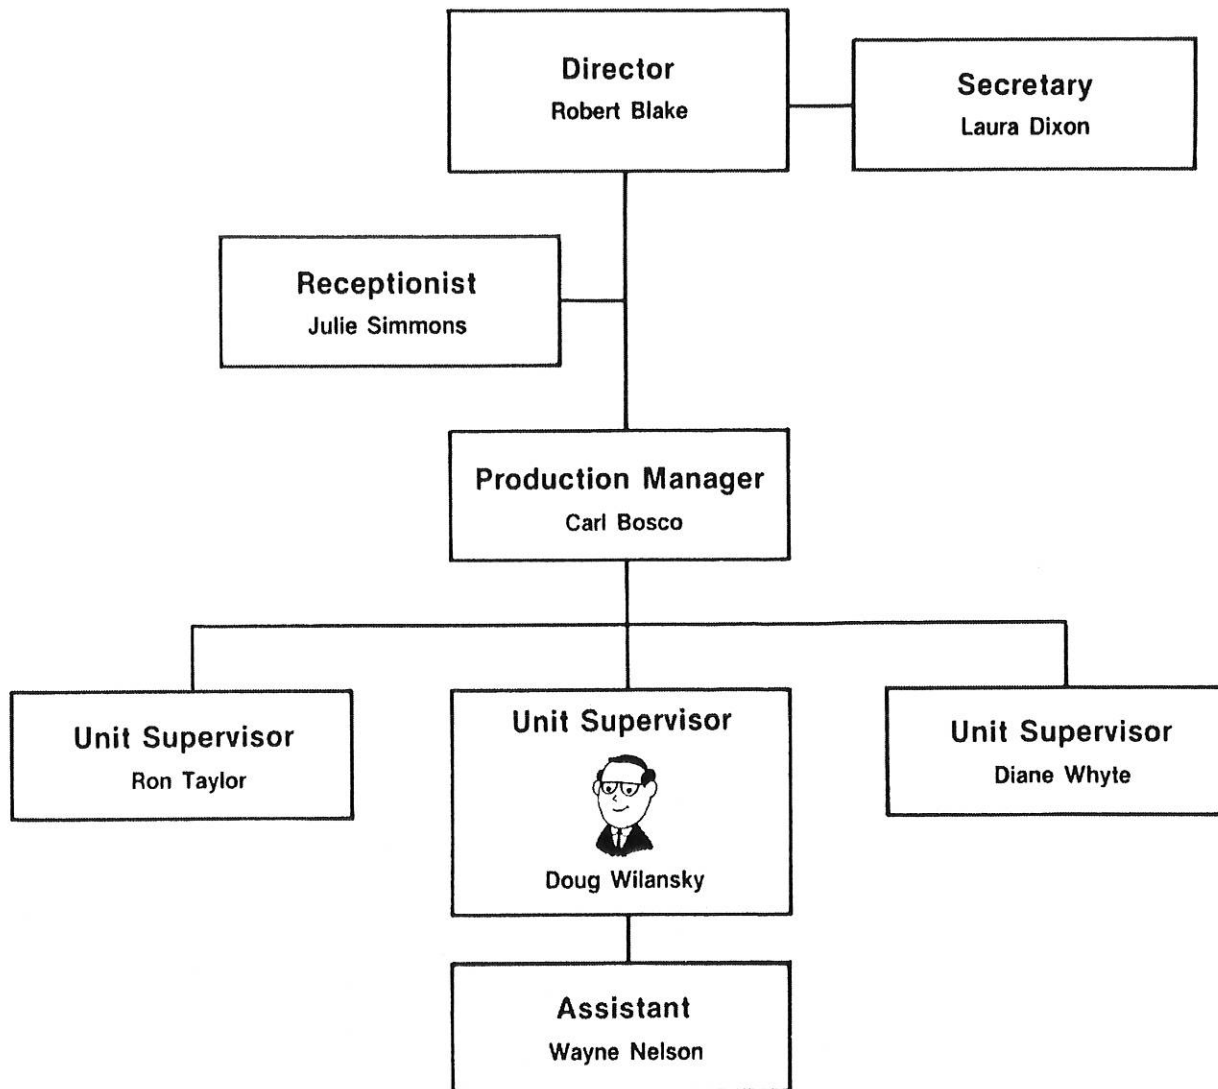 Director
Robert Blake
Secretary
Laura Dixon
Receptionist
Julie Simmons
Production Manager
Carl Bosco
Unit Supervisor
Ron Taylor
Unit Supervisor
Doug Wilansky
Unit Supervisor
Diane Whyte
Assistant
Wayne Nelson